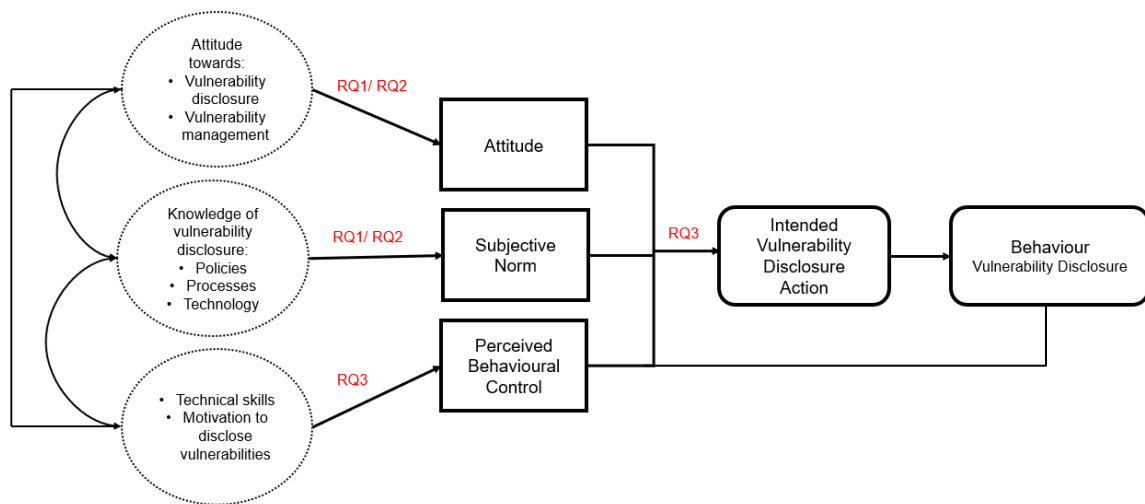 Attitude
towards:
• Vulnerability
disclosure
• Vulnerability
management
RQ1/ RQ2
Attitude
Knowledge of
vulnerability
disclosure:
• Policies
• Processes
• Technology
RQ1/ RQ2
Subjective
Norm
RQ3
Intended
Vulnerability
Disclosure
Action
Behaviour
Vulnerability Disclosure
• Technical skills
• Motivation to
disclose
vulnerabilities
RQ3
Perceived
Behavioural
Control